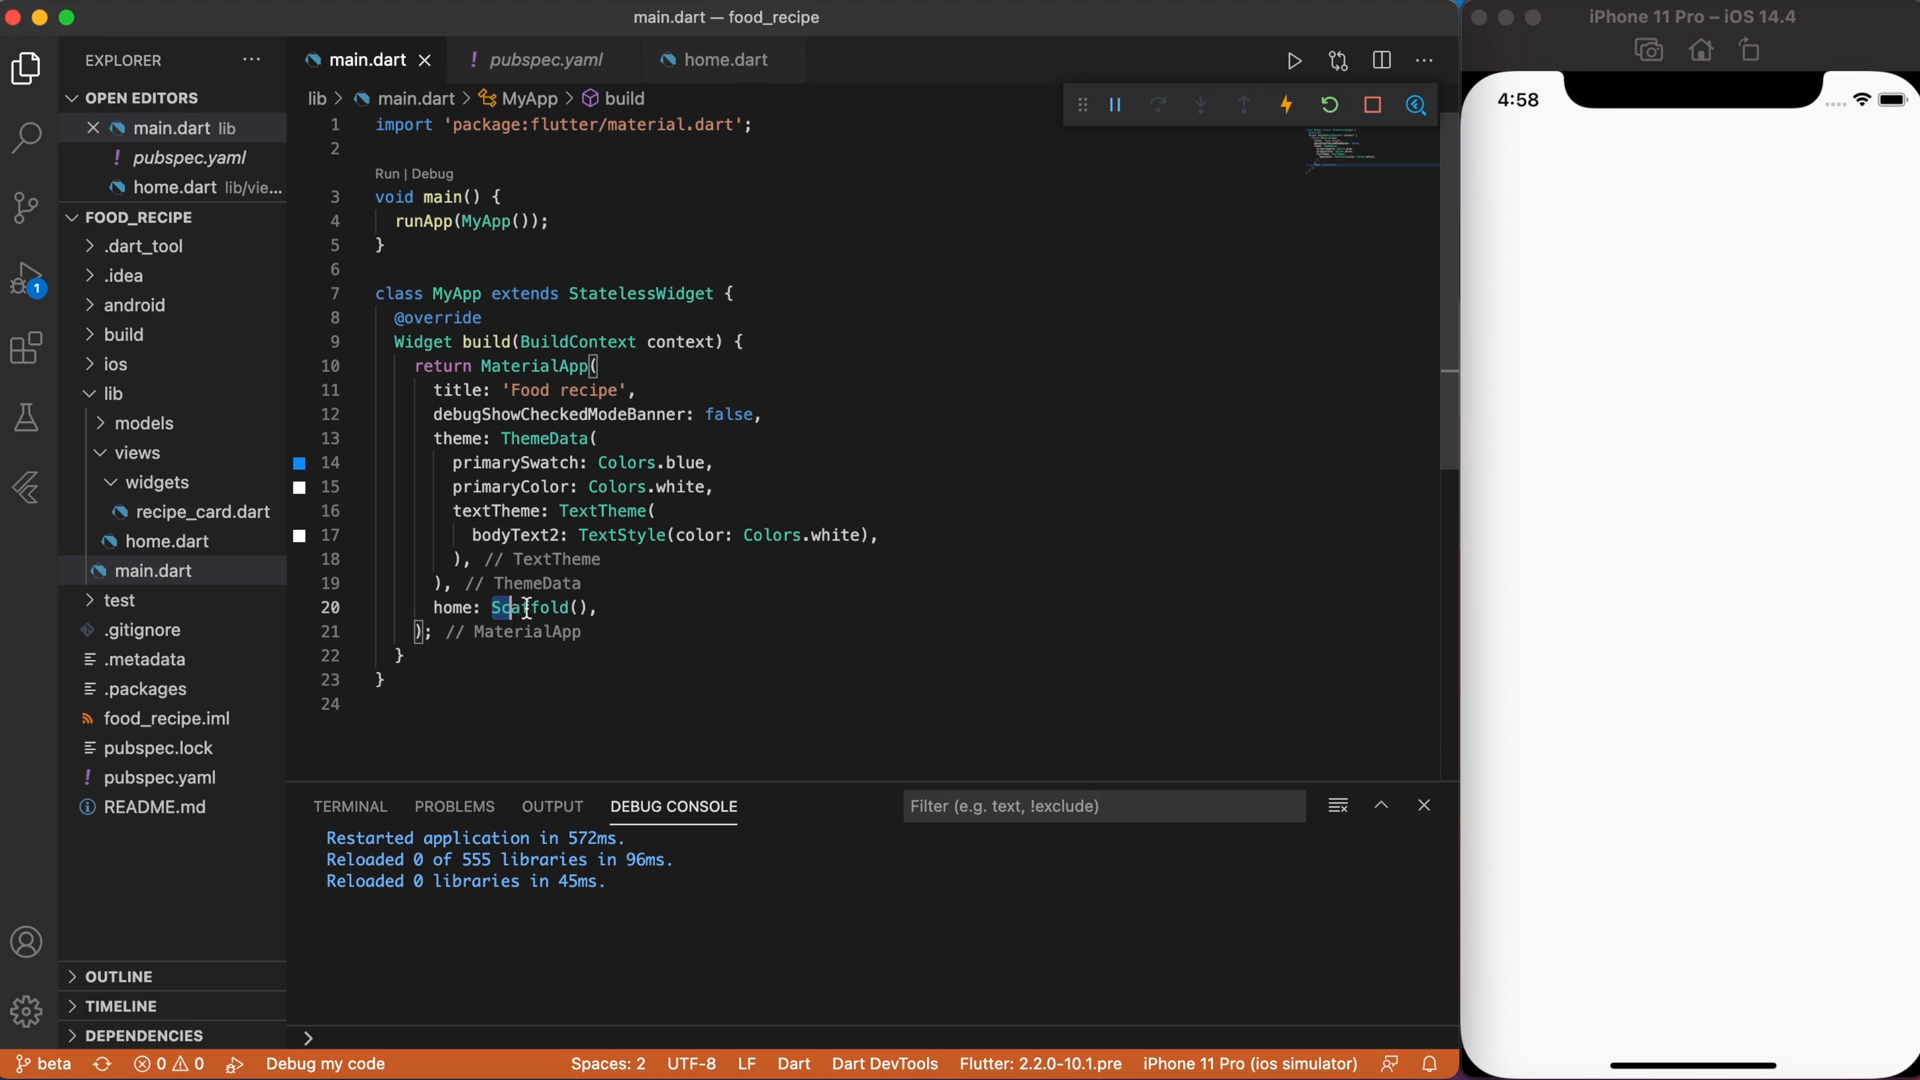 main.dart — food_recipe
iPhone 11 Pro – iOS 14.4
EXPLORER
OPEN EDITORS
main.dart lib
pubspec.yaml
home.dart lib/vie...
FOOD_RECIPE
.dart_tool
.idea
android
build
ios
lib
models
views
widgets
recipe_card.dart
home.dart
main.dart
test
.gitignore
.metadata
.packages
food_recipe.iml
pubspec.lock
pubspec.yaml
README.md
OUTLINE
TIMELINE
DEPENDENCIES
1
main.dart
pubspec.yaml
home.dart
lib > main.dart > MyApp > build
1 import 'package:flutter/material.dart';
2
Run | Debug
3 void main() {
4 runApp(MyApp());
5 }
6
7 class MyApp extends StatelessWidget {
8 @override
9 Widget build(BuildContext context) {
10 return MaterialApp(
11 title: 'Food recipe',
12 debugShowCheckedModeBanner: false,
13 theme: ThemeData(
14 primarySwatch: Colors.blue,
15 primaryColor: Colors.white,
16 textTheme: TextTheme(
17 bodyText2: TextStyle(color: Colors.white),
18 ), // TextTheme
19 ), // ThemeData
20 home: Scaffold(),
21 ); // MaterialApp
22 }
23 }
24
TERMINAL PROBLEMS OUTPUT DEBUG CONSOLE
Filter (e.g. text, !exclude)
Restarted application in 572ms.
Reloaded 0 of 555 libraries in 96ms.
Reloaded 0 libraries in 45ms.
beta 0 0 Debug my code Spaces: 2 UTF-8 LF Dart Dart DevTools Flutter: 2.2.0-10.1.pre iPhone 11 Pro (ios simulator)
4:58